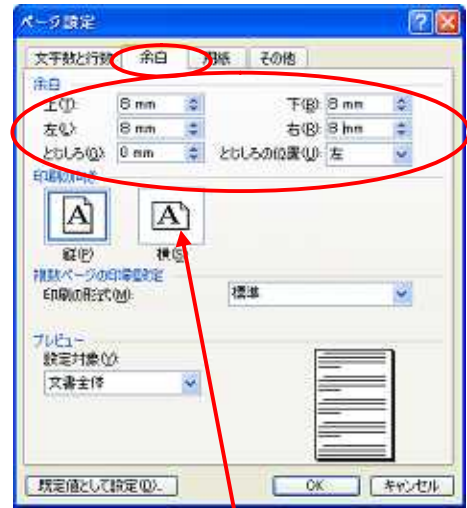 ページ設定
文字数と行数 余白 用紙 その他
余白
上(T): 8 mm 下(B): 8 mm
左(L): 8 mm 右(R): 8 mm
とじしろ(G): 0 mm とじしろの位置(U): 左
印刷の向き
A A
縦(P) 横(S)
複数ページの印刷設定
印刷の形式(M): 標準
プレビュー
設定対象(Y):
文書全体
既定値として設定(D)... OK キャンセル